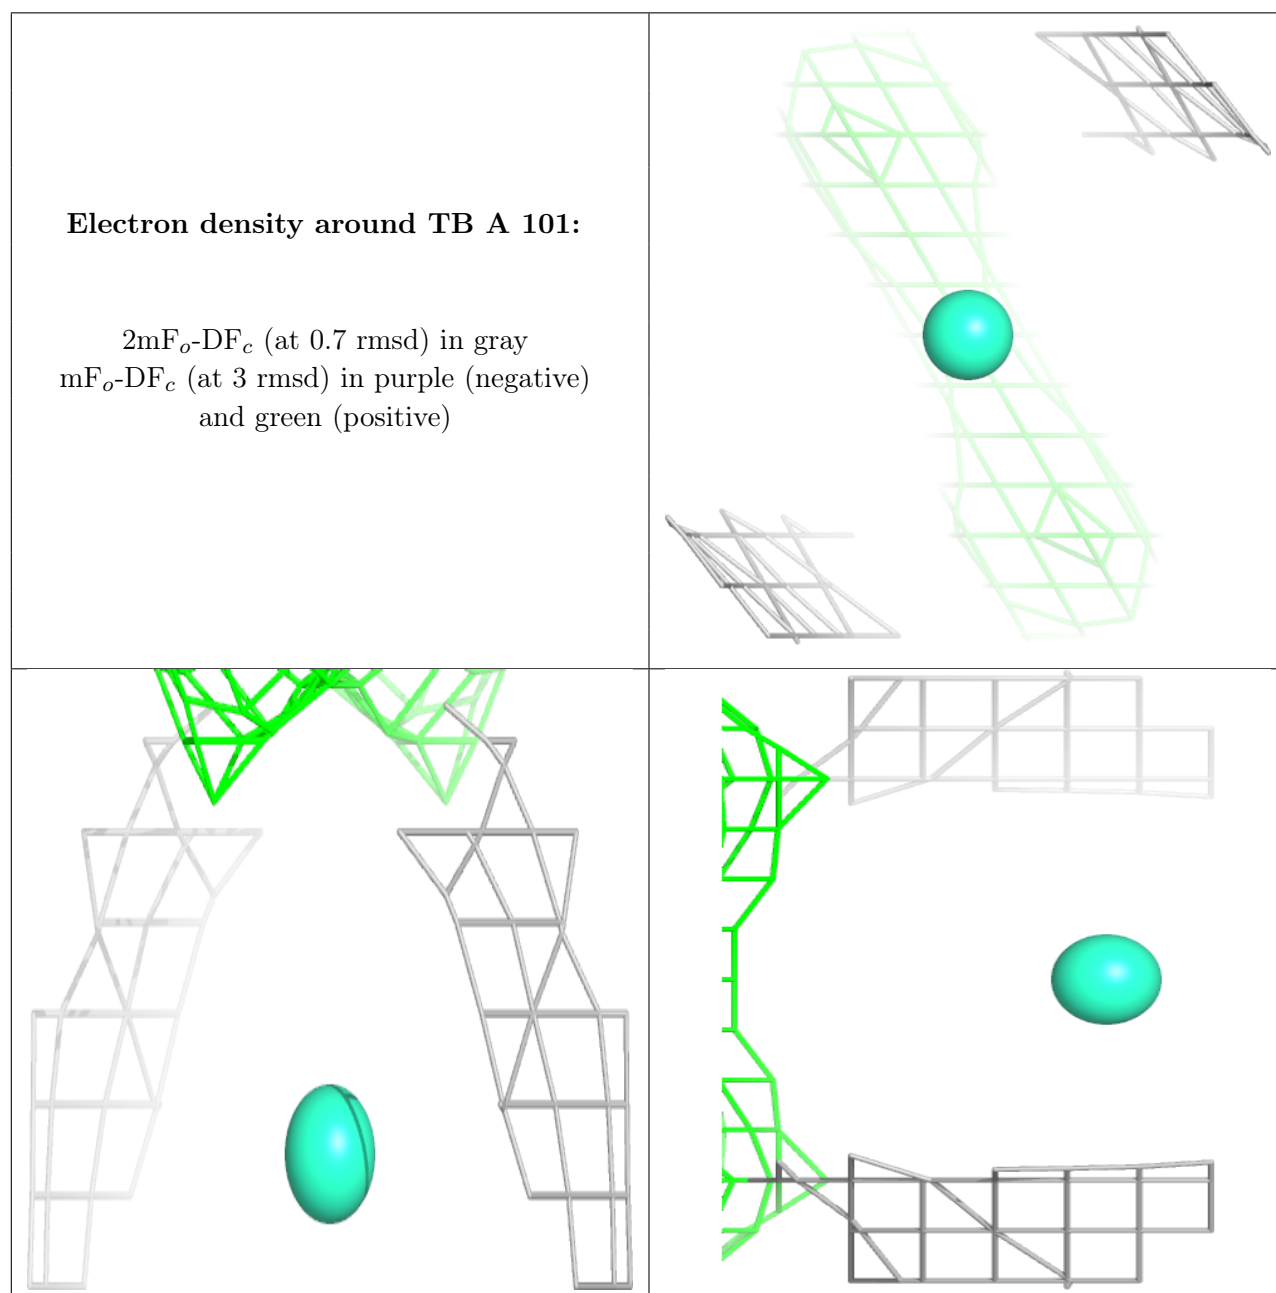 Electron density around TB A 101:
2mFo-DFc (at 0.7 rmsd) in gray
mFo-DFc (at 3 rmsd) in purple (negative)
and green (positive)